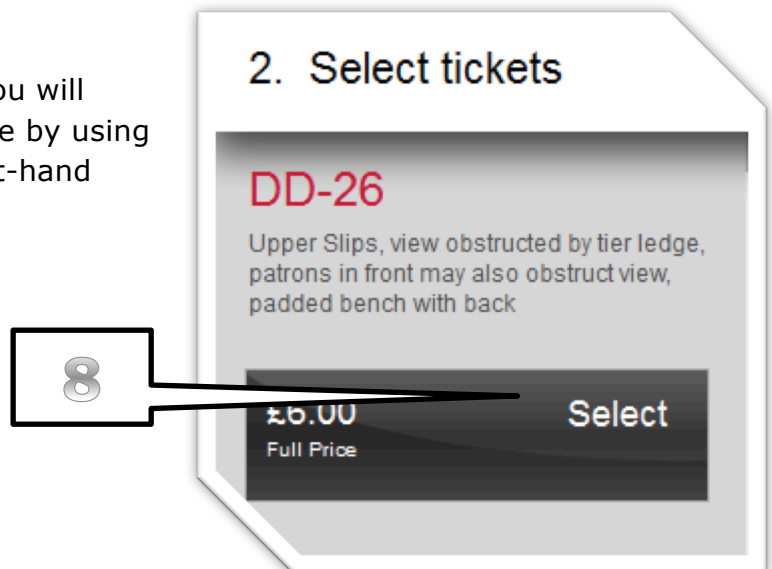 ou will
e by using
t-hand
2. Select tickets
DD-26
Upper Slips, view obstructed by tier ledge,
patrons in front may also obstruct view,
padded bench with back
8
£6.00
Select
Full Price